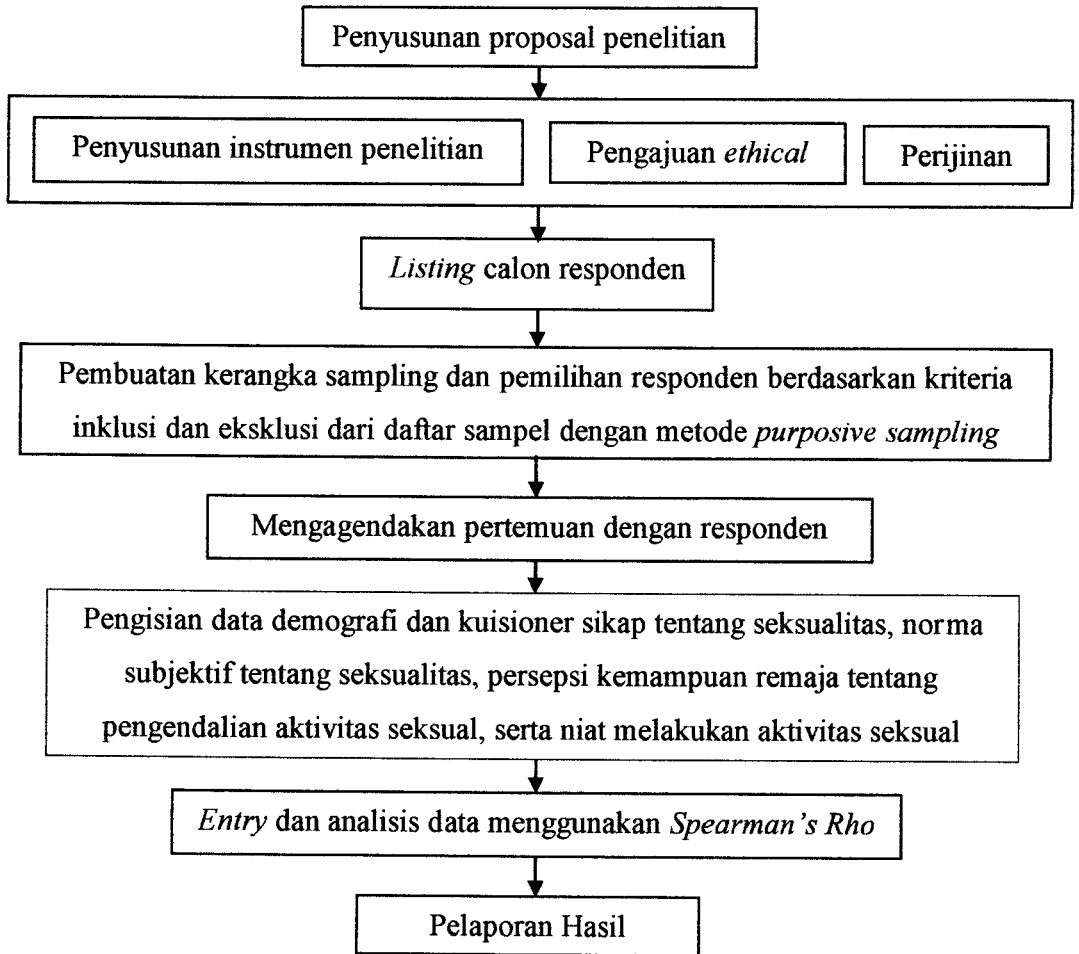 Penyusunan proposal penelitian
Penyusunan instrumen penelitian
Pengajuan ethical
Perijinan
Listing calon responden
Pembuatan kerangka sampling dan pemilihan responden berdasarkan kriteria
inklusi dan eksklusi dari daftar sampel dengan metode purposive sampling
Mengagendakan pertemuan dengan responden
Pengisian data demografi dan kuisioner sikap tentang seksualitas, norma
subjektif tentang seksualitas, persepsi kemampuan remaja tentang
pengendalian aktivitas seksual, serta niat melakukan aktivitas seksual
Entry dan analisis data menggunakan Spearman's Rho
Pelaporan Hasil